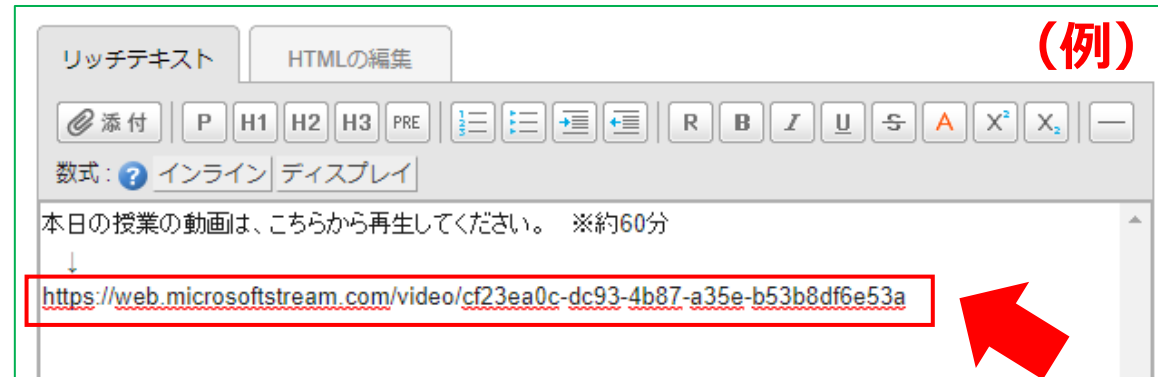 (例)
リッチテキスト HTMLの編集
添付 P H1 H2 H3 PRE R B I U S A X² X₂
数式 : ? インライン ディスプレイ
本日の授業の動画は、こちらから再生してください。 ※約60分
↓
https://web.microsoftstream.com/video/cf23ea0c-dc93-4b87-a35e-b53b8df6e53a